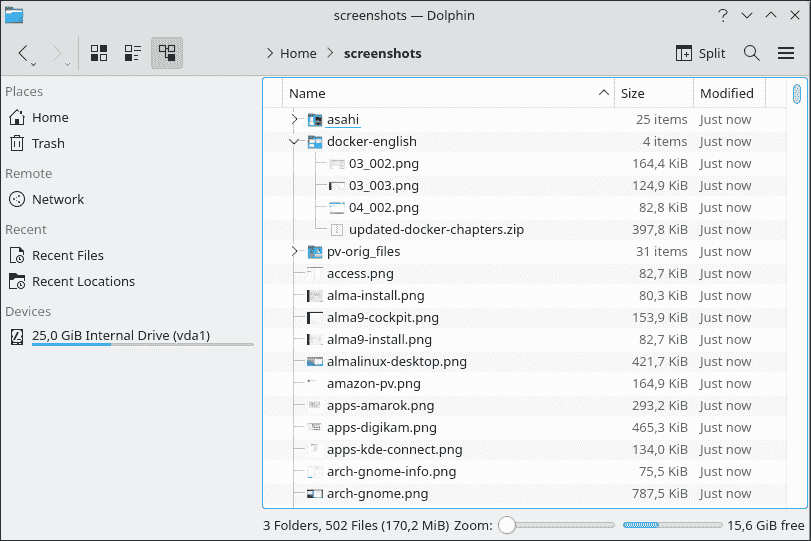 screenshots — Dolphin
Home screenshots Split
Places
Home
Trash
Remote
Network
Recent
Recent Files
Recent Locations
Devices
25,0 GiB Internal Drive (vda1)
Name Size Modified
asahi 25 items Just now
docker-english 4 items Just now
03_002.png 164,4 KiB Just now
03_003.png 124,9 KiB Just now
04_002.png 82,8 KiB Just now
updated-docker-chapters.zip 397,8 KiB Just now
pv-orig_files 31 items Just now
access.png 82,7 KiB Just now
alma-install.png 80,3 KiB Just now
alma9-cockpit.png 153,9 KiB Just now
alma9-install.png 82,7 KiB Just now
almalinux-desktop.png 421,7 KiB Just now
amazon-pv.png 164,9 KiB Just now
apps-amarok.png 293,2 KiB Just now
apps-digikam.png 465,3 KiB Just now
apps-kde-connect.png 134,0 KiB Just now
arch-gnome-info.png 75,5 KiB Just now
arch-gnome.png 787,5 KiB Just now
3 Folders, 502 Files (170,2 MiB) Zoom: 15,6 GiB free